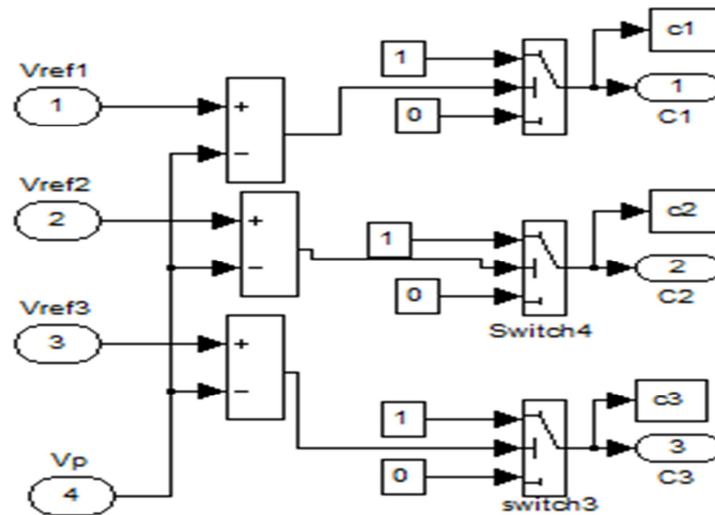 Vref1
1
+
−
1
0
c1
1
C1
Vref2
2
+
−
1
0
Switch4
c2
2
C2
Vref3
3
+
−
1
0
switch3
c3
3
C3
Vp
4